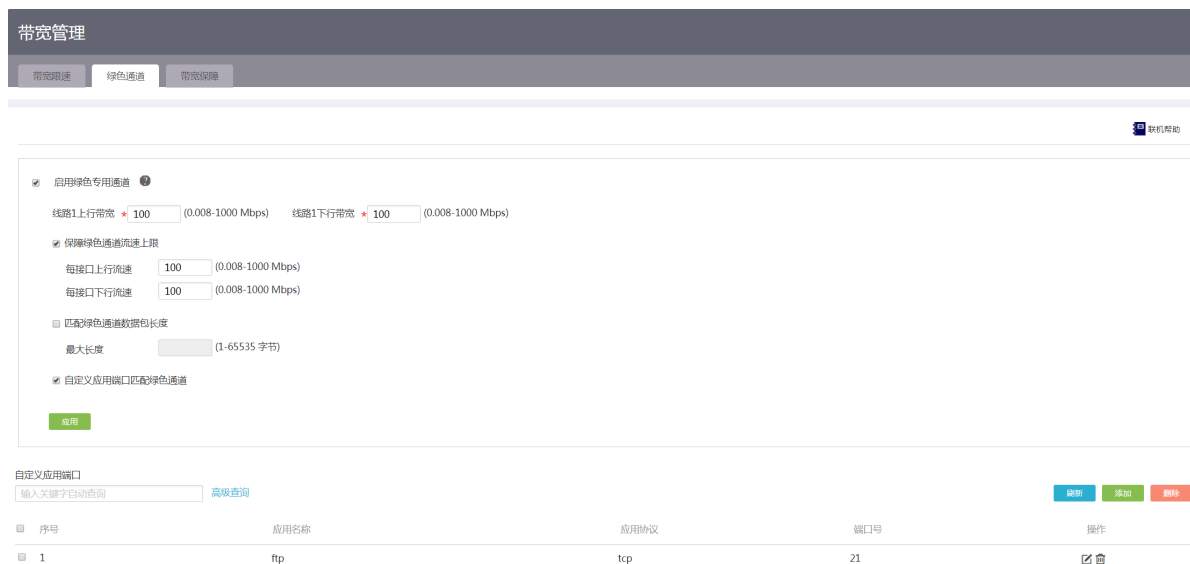 带宽管理
带宽限速 绿色通道 带宽保障
联机帮助
启用绿色专用通道 ?
线路1上行带宽 * 100 (0.008-1000 Mbps) 线路1下行带宽 * 100 (0.008-1000 Mbps)
保障绿色通道流速上限
每接口上行流速 100 (0.008-1000 Mbps)
每接口下行流速 100 (0.008-1000 Mbps)
匹配绿色通道数据包长度
最大长度 (1-65535 字节)
自定义应用端口匹配绿色通道
应用
自定义应用端口
输入关键字自动查询 高级查询 刷新 添加 删除
序号 应用名称 应用协议 端口号 操作
1 ftp tcp 21